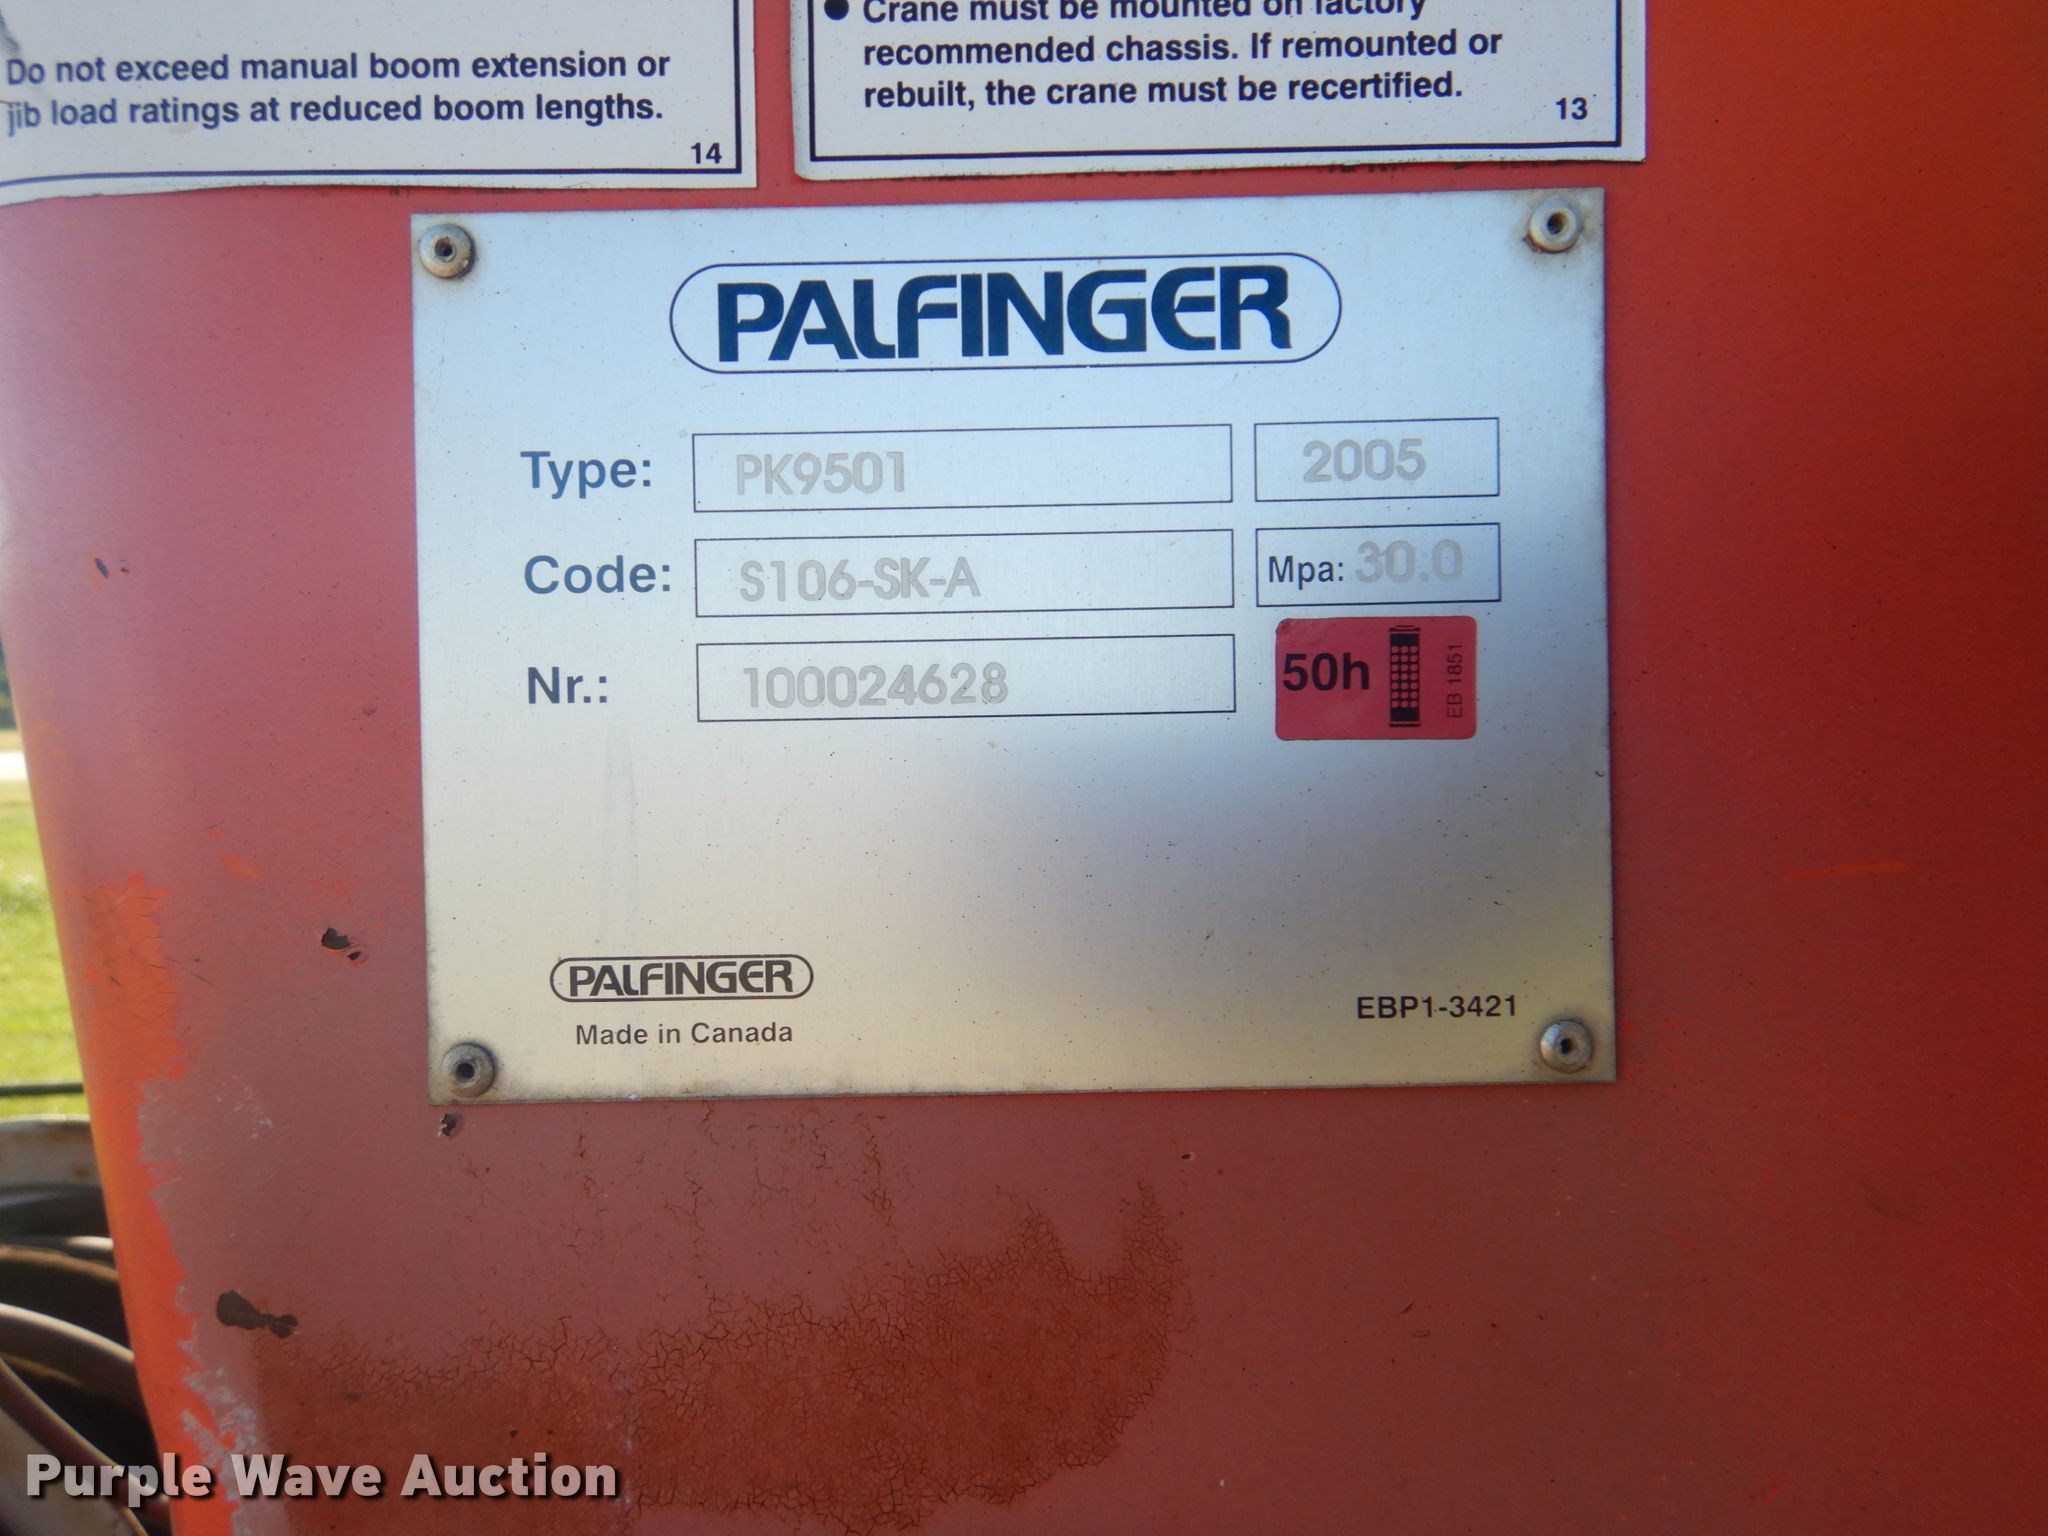 Do not exceed manual boom extension or
jib load ratings at reduced boom lengths.
14
● Crane must be mounted on factory
recommended chassis. If remounted or
rebuilt, the crane must be recertified.
13
PALFINGER
Type: PK9501 2005
Code: S106-SK-A Mpa: 30.0
Nr.: 100024628
50h
EB 1851
PALFINGER
Made in Canada
EBP1-3421
Purple Wave Auction